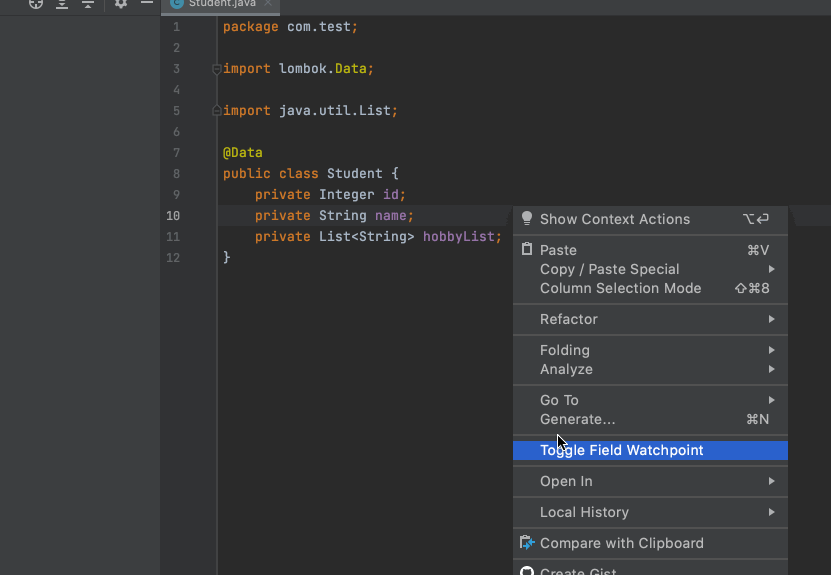 Student.java
1 package com.test;
2
3 import lombok.Data;
4
5 import java.util.List;
6
7 @Data
8 public class Student {
9 private Integer id;
10 private String name;
11 private List<String> hobbyList;
12 }
Show Context Actions ⌥⏎
Paste ⌘V
Copy / Paste Special
Column Selection Mode ⇧⌘8
Refactor
Folding
Analyze
Go To
Generate... ⌘N
Toggle Field Watchpoint
Open In
Local History
Compare with Clipboard
Create Gist